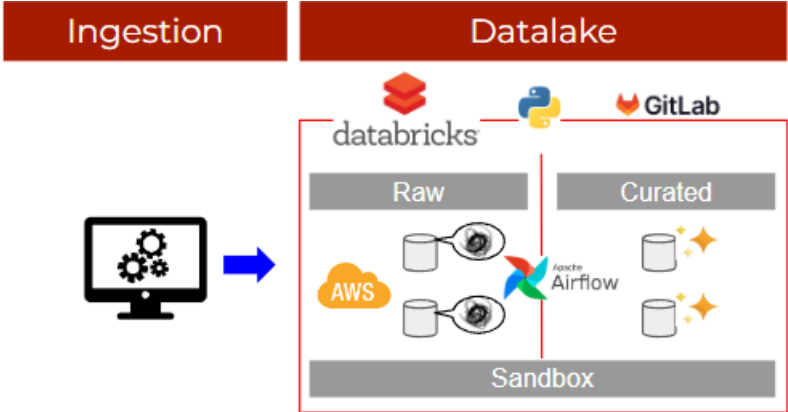 Ingestion
Datalake
databricks
GitLab
Raw
Curated
AWS
Apache
Airflow
Sandbox